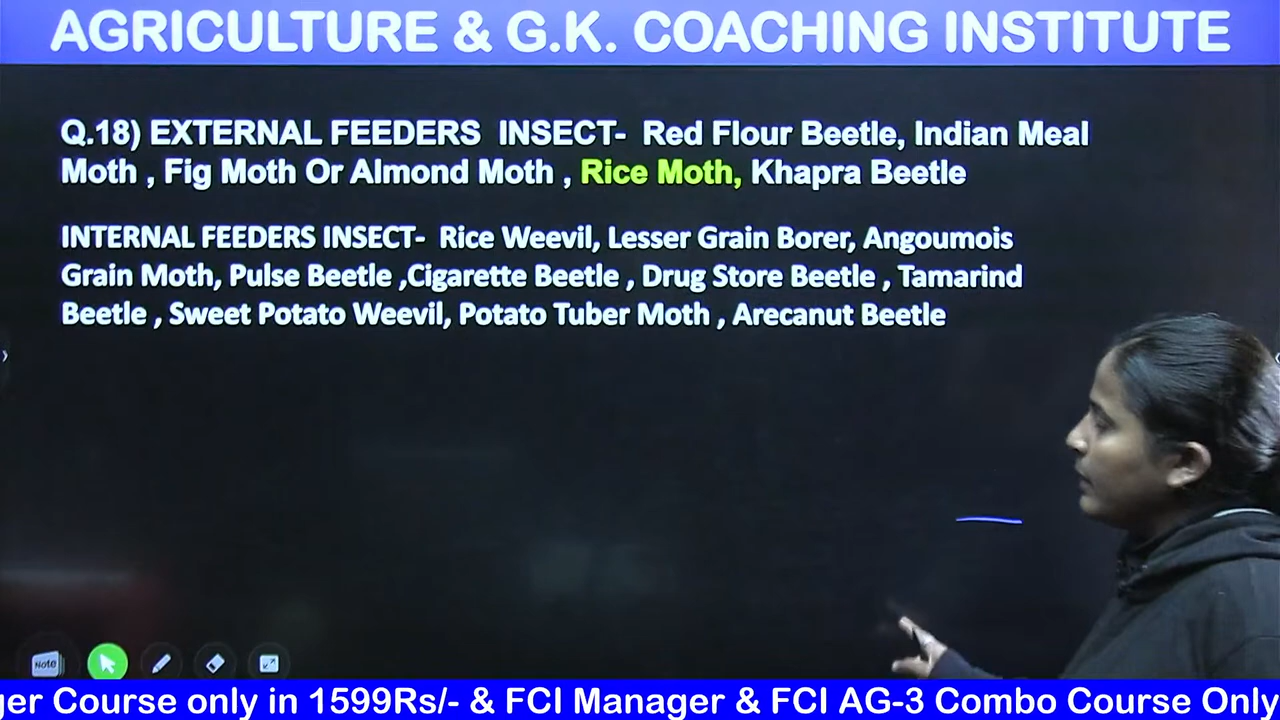 AGRICULTURE & G.K. COACHING INSTITUTE
Q.18) EXTERNAL FEEDERS INSECT- Red Flour Beetle, Indian Meal
Moth , Fig Moth Or Almond Moth , Rice Moth, Khapra Beetle
INTERNAL FEEDERS INSECT- Rice Weevil, Lesser Grain Borer, Angoumois
Grain Moth, Pulse Beetle ,Cigarette Beetle , Drug Store Beetle , Tamarind
Beetle , Sweet Potato Weevil, Potato Tuber Moth , Arecanut Beetle
Note
ger Course only in 1599Rs/- & FCI Manager & FCI AG-3 Combo Course Only